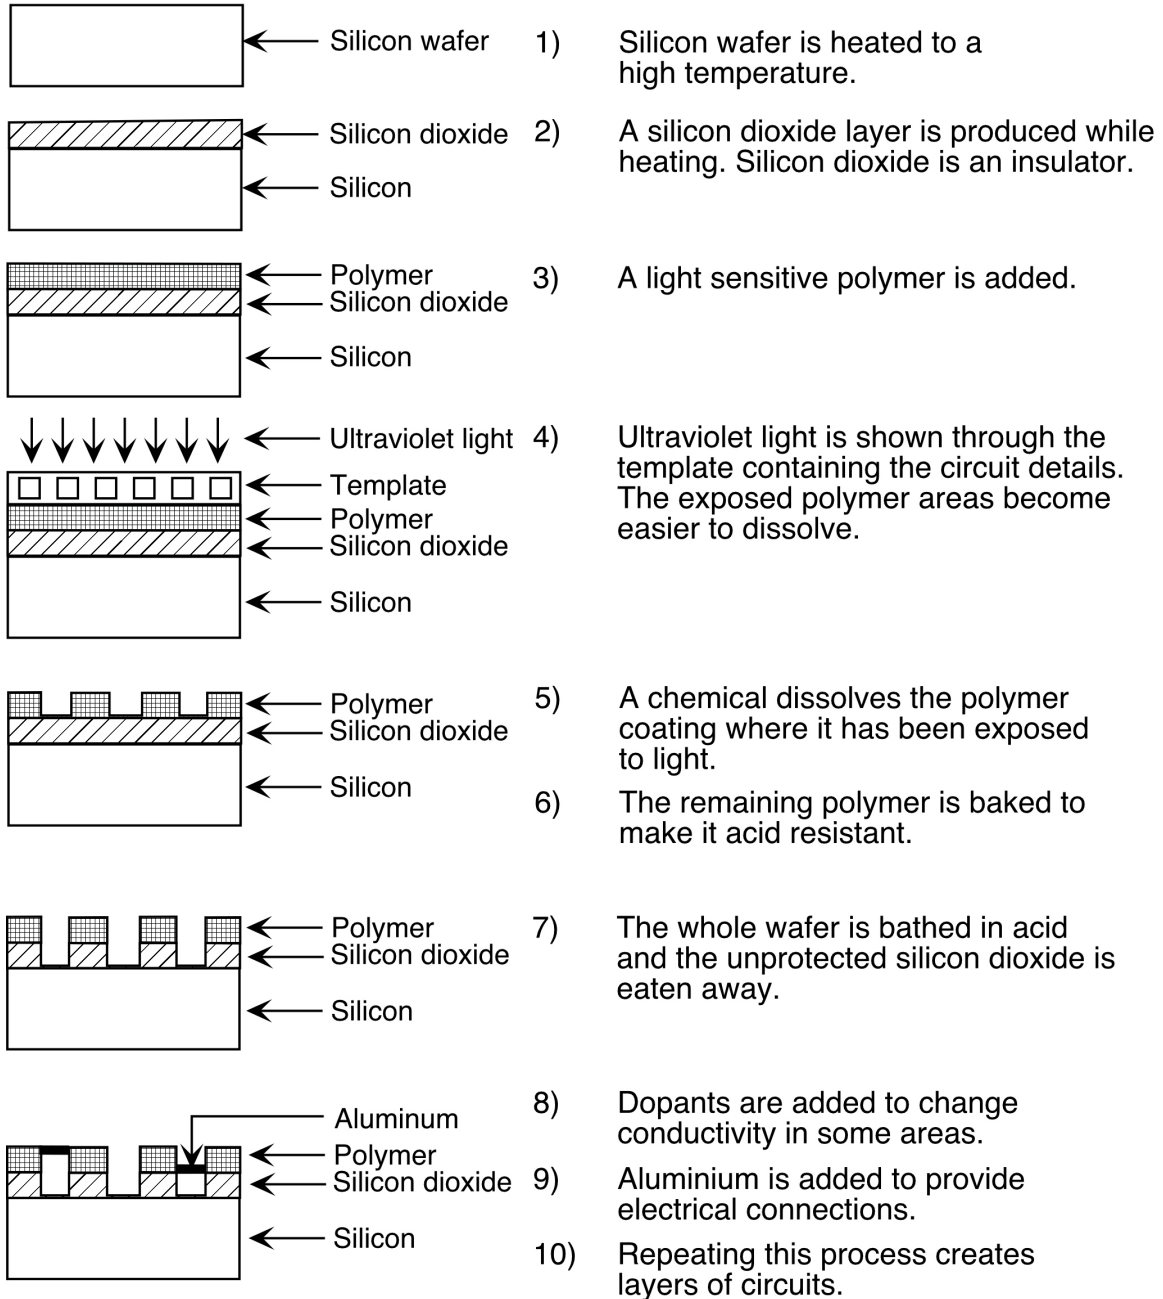 Silicon wafer
1) Silicon wafer is heated to a
high temperature.
Silicon dioxide
Silicon
2) A silicon dioxide layer is produced while
heating. Silicon dioxide is an insulator.
Polymer
Silicon dioxide
Silicon
3) A light sensitive polymer is added.
Ultraviolet light
Template
Polymer
Silicon dioxide
Silicon
4) Ultraviolet light is shown through the
template containing the circuit details.
The exposed polymer areas become
easier to dissolve.
Polymer
Silicon dioxide
Silicon
5) A chemical dissolves the polymer
coating where it has been exposed
to light.
6) The remaining polymer is baked to
make it acid resistant.
Polymer
Silicon dioxide
Silicon
7) The whole wafer is bathed in acid
and the unprotected silicon dioxide is
eaten away.
Aluminum
Polymer
Silicon dioxide
Silicon
8) Dopants are added to change
conductivity in some areas.
9) Aluminium is added to provide
electrical connections.
10) Repeating this process creates
layers of circuits.